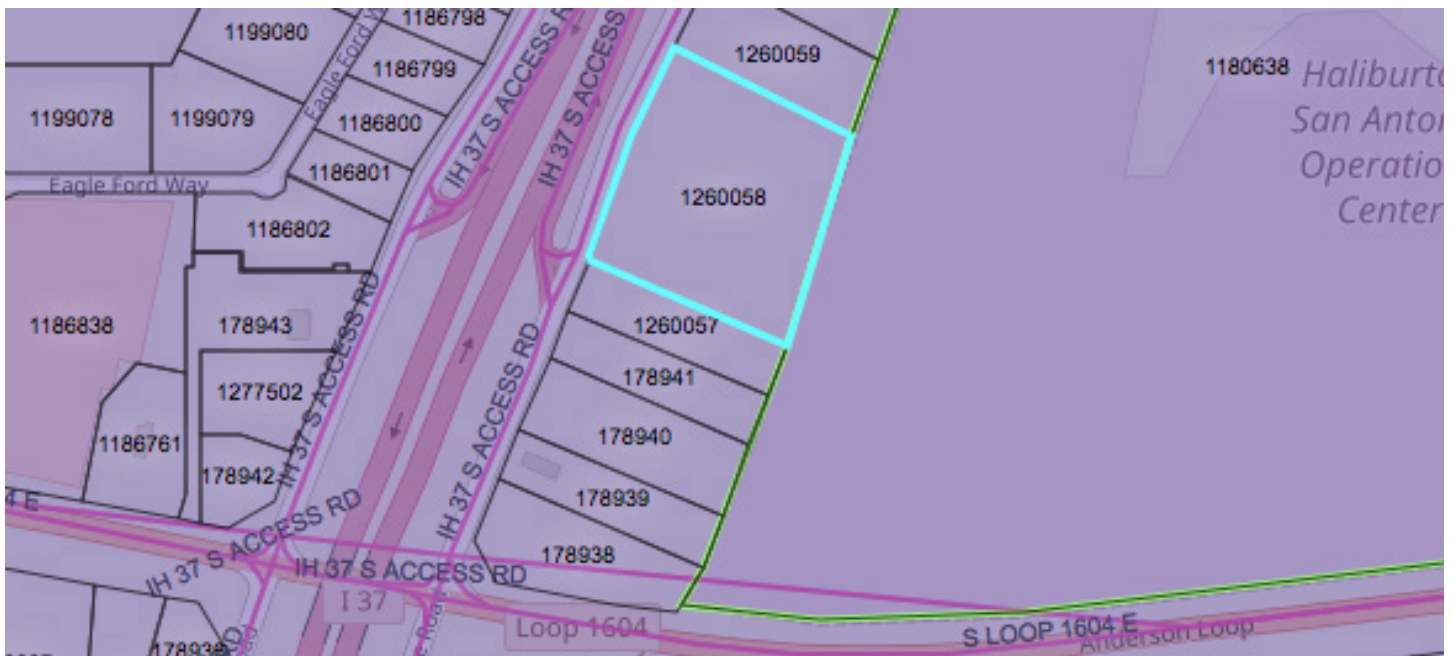 1199080
Eagle Ford W
1186798
IH 37 S ACCESS R
IH 37 S ACCESS
1260059
1180638
Haliburto
San Anton
Operatio
Center
1186799
1199078
1199079
1186800
1186801
Eagle Ford Way
1260058
1186802
1186838
178943
IH 37 S ACCESS RD
1260057
178941
1277502
IH 37 S ACCESS RD
178940
1186761
178942
178939
4 E
IH 37 S ACCESS RD
178938
IH 37 S ACCESS RD
I 37
Loop 1604
S LOOP 1604 E
Anderson Loop
RD